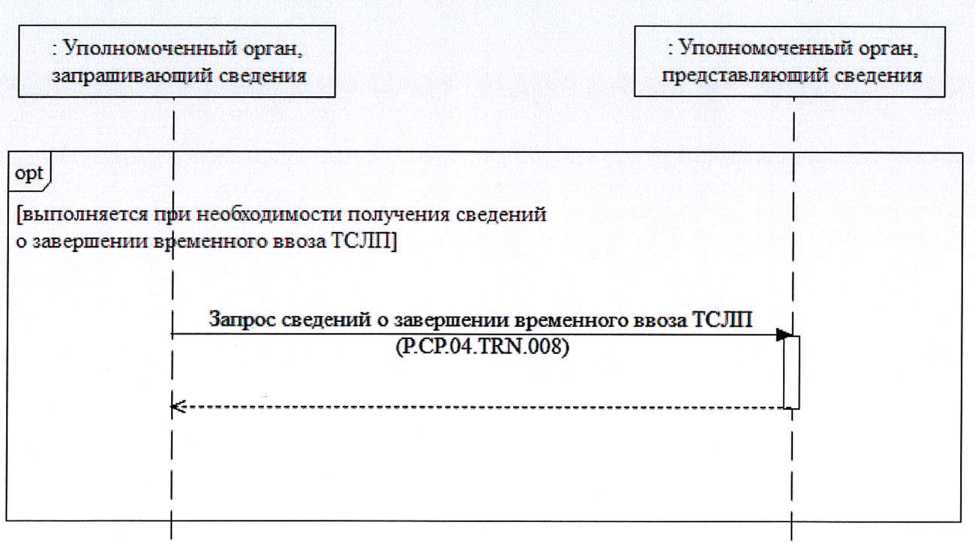 : Уполномоченный орган,
запрашивающий сведения
: Уполномоченный орган,
представляющий сведения
opt
[выполняется при необходимости получения сведений
о завершении временного ввоза ТСЛП]
Запрос сведений о завершении временного ввоза ТСЛП
(P.CP.04.TRN.008)